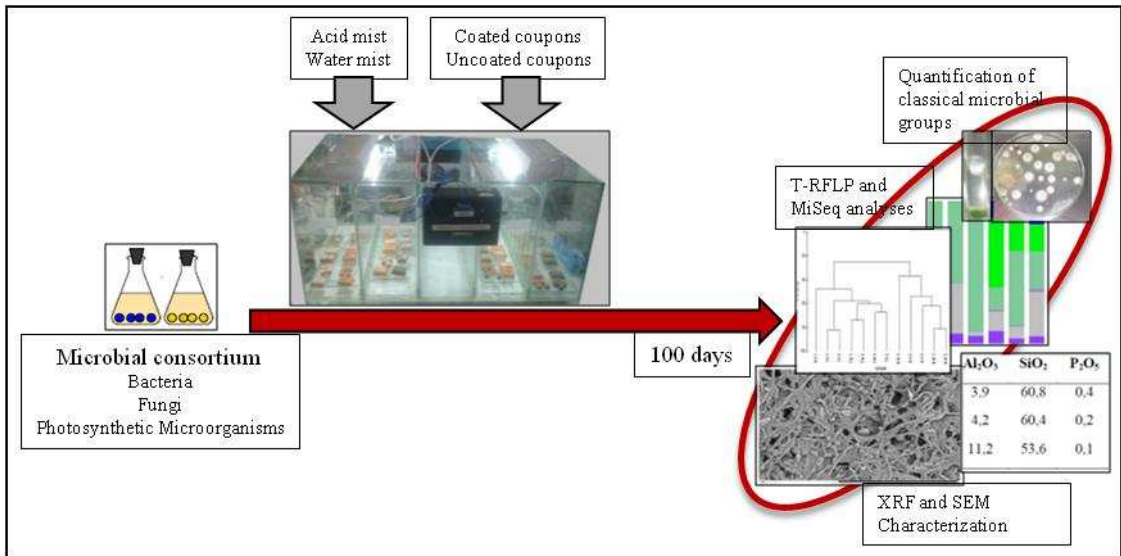 Acid mist
Water mist
Coated coupons
Uncoated coupons
Quantification of
classical microbial
groups
T-RFLP and
MiSeq analyses
Microbial consortium
Bacteria
Fungi
Photosynthetic Microorganisms
100 days
Al₂O₃ SiO₂ P₂O₅
3,9 60,8 0,4
4,2 60,4 0,2
11,2 53,6 0,1
XRF and SEM
Characterization